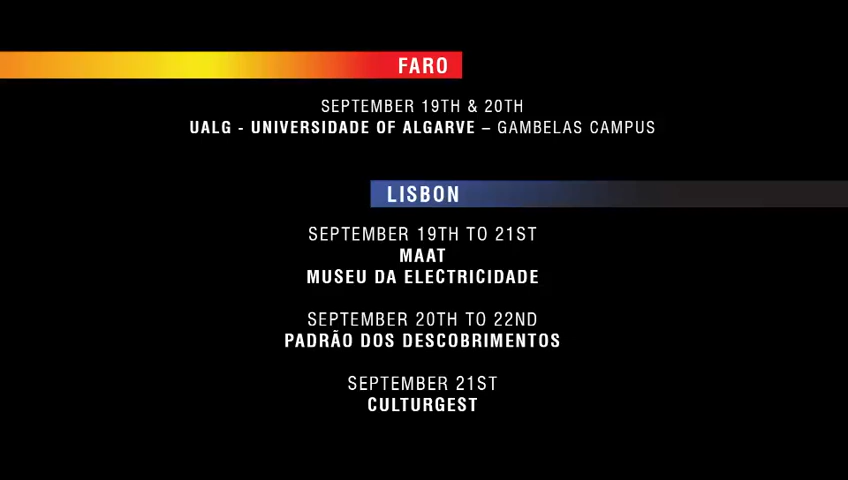 FARO
SEPTEMBER 19TH & 20TH
UALG - UNIVERSIDADE OF ALGARVE – GAMBELAS CAMPUS
LISBON
SEPTEMBER 19TH TO 21ST
MAAT
MUSEU DA ELECTRICIDADE
SEPTEMBER 20TH TO 22ND
PADRÃO DOS DESCOBRIMENTOS
SEPTEMBER 21ST
CULTURGEST